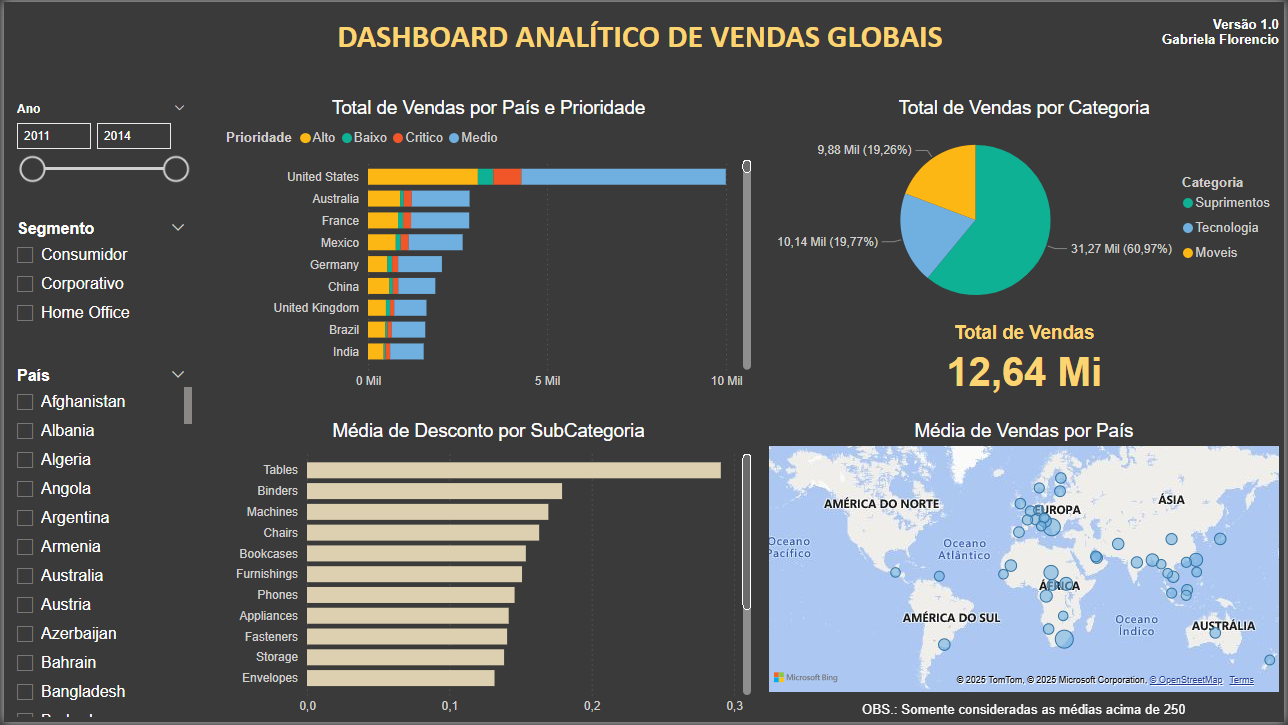 DASHBOARD ANALÍTICO DE VENDAS GLOBAIS
Versão 1.0
Gabriela Florencio
Ano
2011
2014
Segmento
Consumidor
Corporativo
Home Office
País
Afghanistan
Albania
Algeria
Angola
Argentina
Armenia
Australia
Austria
Azerbaijan
Bahrain
Bangladesh
Total de Vendas por País e Prioridade
Prioridade Alto Baixo Crítico Medio
United States
Australia
France
Mexico
Germany
China
United Kingdom
Brazil
India
0 Mil 5 Mil 10 Mil
Total de Vendas por Categoria
9,88 Mil (19,26%)
10,14 Mil (19,77%)
31,27 Mil (60,97%)
Categoria
Suprimentos
Tecnologia
Moveis
Total de Vendas
12,64 Mi
Média de Desconto por SubCategoria
Tables
Binders
Machines
Chairs
Bookcases
Furnishings
Phones
Appliances
Fasteners
Storage
Envelopes
0,0 0,1 0,2 0,3
Média de Vendas por País
AMÉRICA DO NORTE
EUROPA
ÁSIA
Oceano
Pacífico
Oceano
Atlântico
ÁFRICA
AMÉRICA DO SUL
Oceano
Índico
AUSTRÁLIA
Microsoft Bing
© 2025 TomTom, © 2025 Microsoft Corporation, © OpenStreetMap Terms
OBS.: Somente consideradas as médias acima de 250